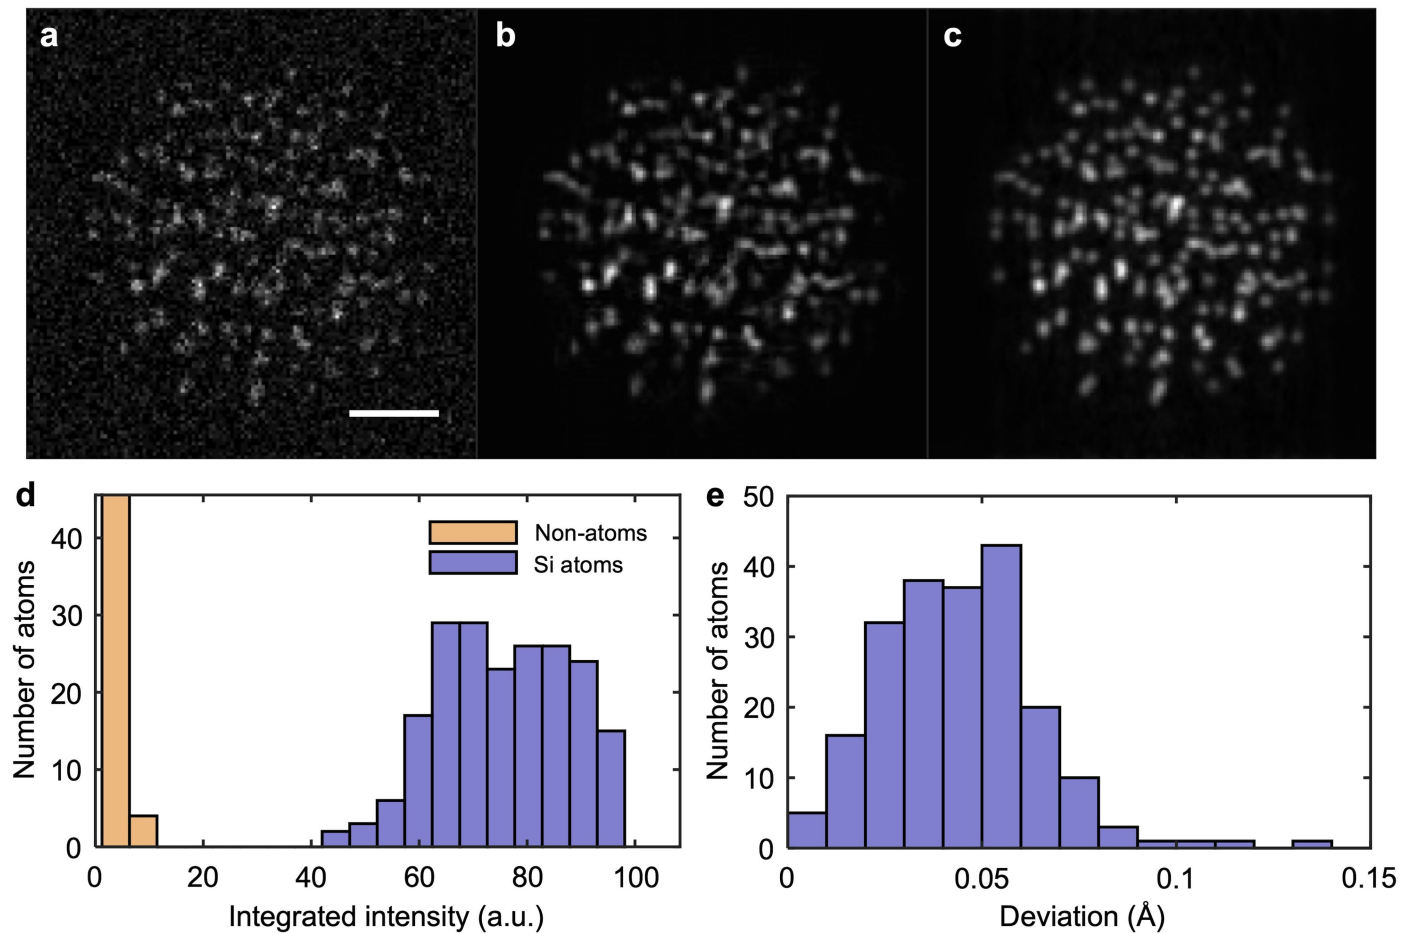 a
b
c
d
Number of atoms
40
30
20
10
0
0
20
40
60
80
100
Integrated intensity (a.u.)
Non-atoms
Si atoms
e
Number of atoms
50
40
30
20
10
0
0
0.05
0.1
0.15
Deviation (Å)